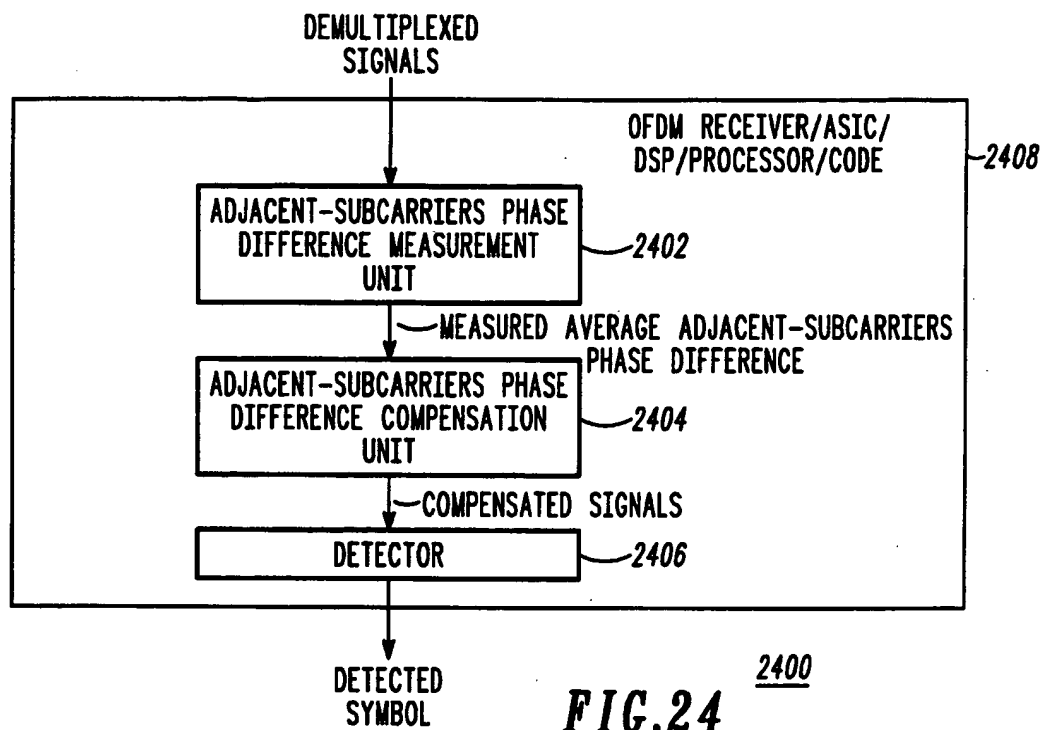 DEMULTIPLEXED
SIGNALS
OFDM RECEIVER/ASIC/
DSP/PROCESSOR/CODE
2408
ADJACENT-SUBCARRIERS PHASE
DIFFERENCE MEASUREMENT
UNIT
2402
MEASURED AVERAGE ADJACENT-SUBCARRIERS
PHASE DIFFERENCE
ADJACENT-SUBCARRIERS PHASE
DIFFERENCE COMPENSATION
UNIT
2404
COMPENSATED SIGNALS
DETECTOR
2406
DETECTED
SYMBOL
2400
FIG.24